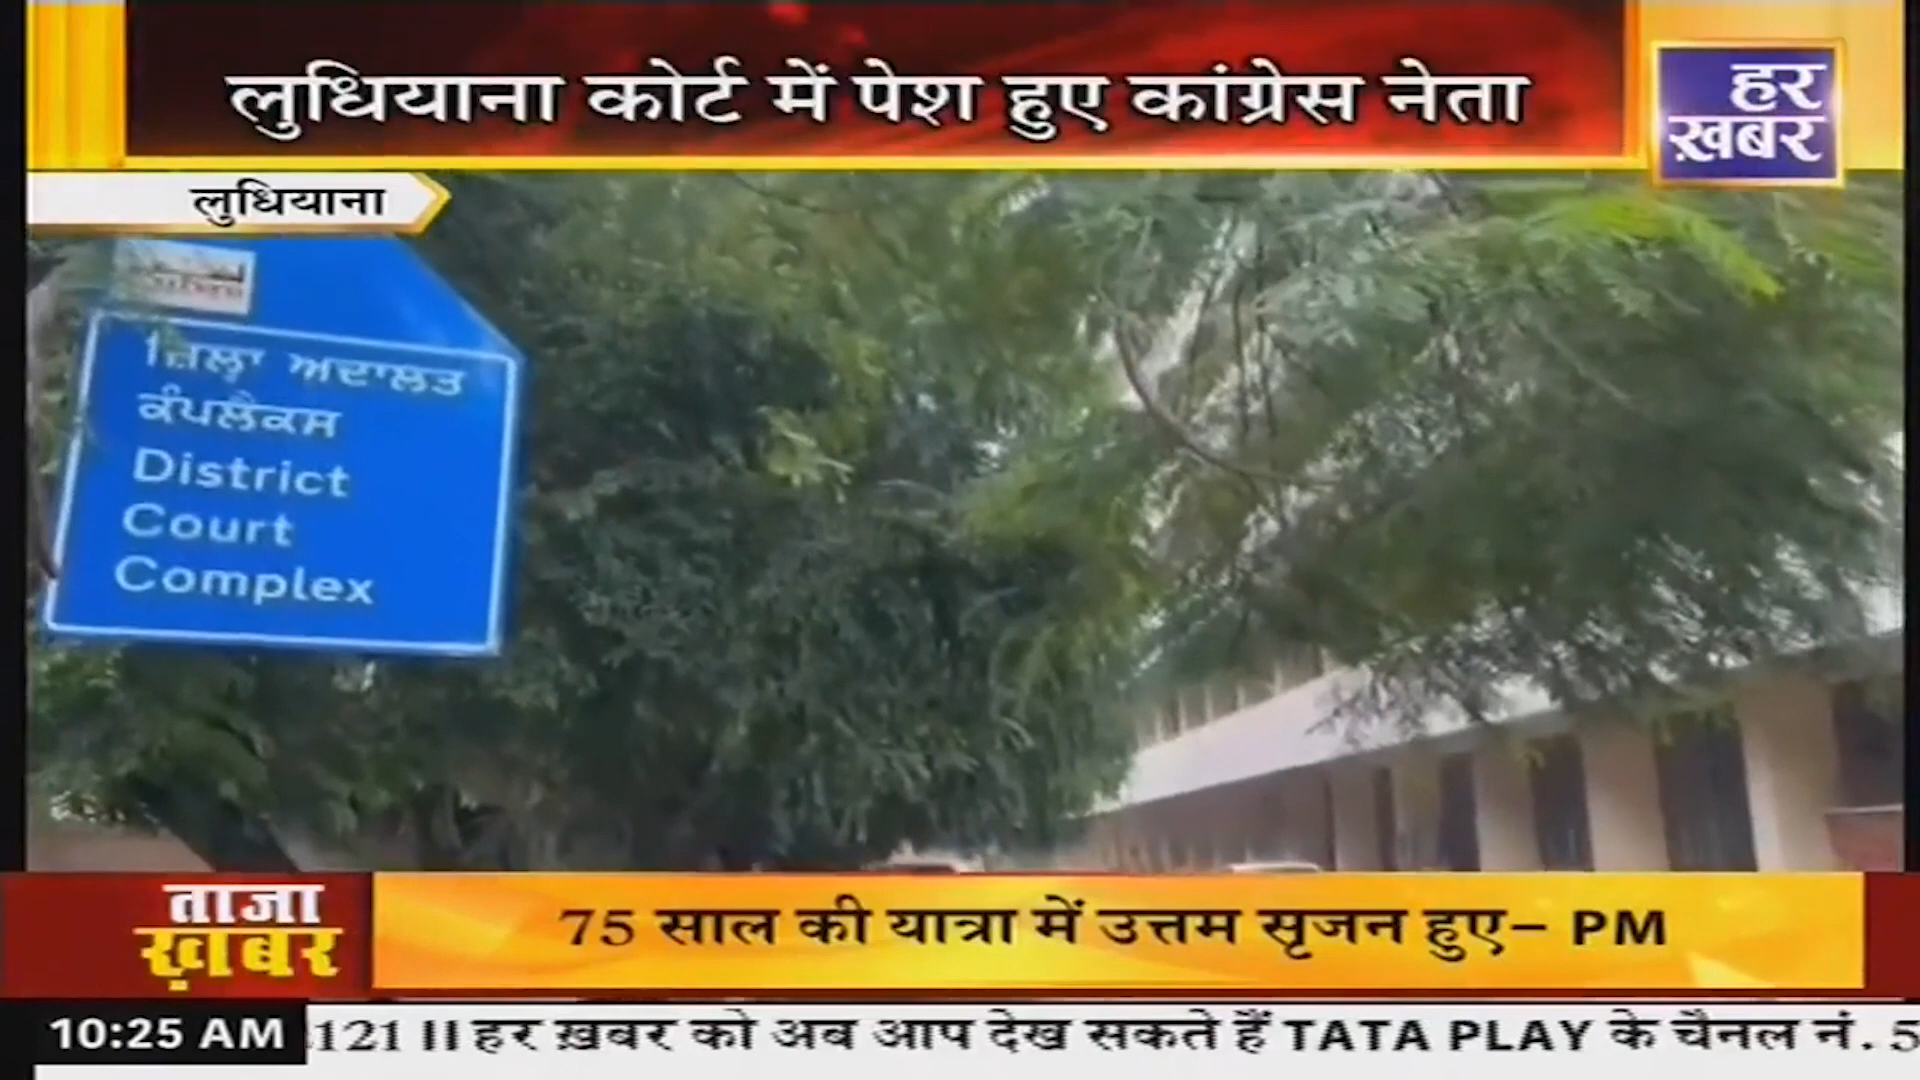 लुधियाना कोर्ट में पेश हुए कांग्रेस नेता
हर
ख़बर
लुधियाना
ਜ਼ਿਲ੍ਹਾ ਅਦਾਲਤ
ਕੰਪਲੈਕਸ
District
Court
Complex
ताजा
ख़बर
75 साल की यात्रा में उत्तम सृजन हुए- PM
10:25 AM
121 ।। हर ख़बर को अब आप देख सकते हैं TATA PLAY के चैनल नं. 5